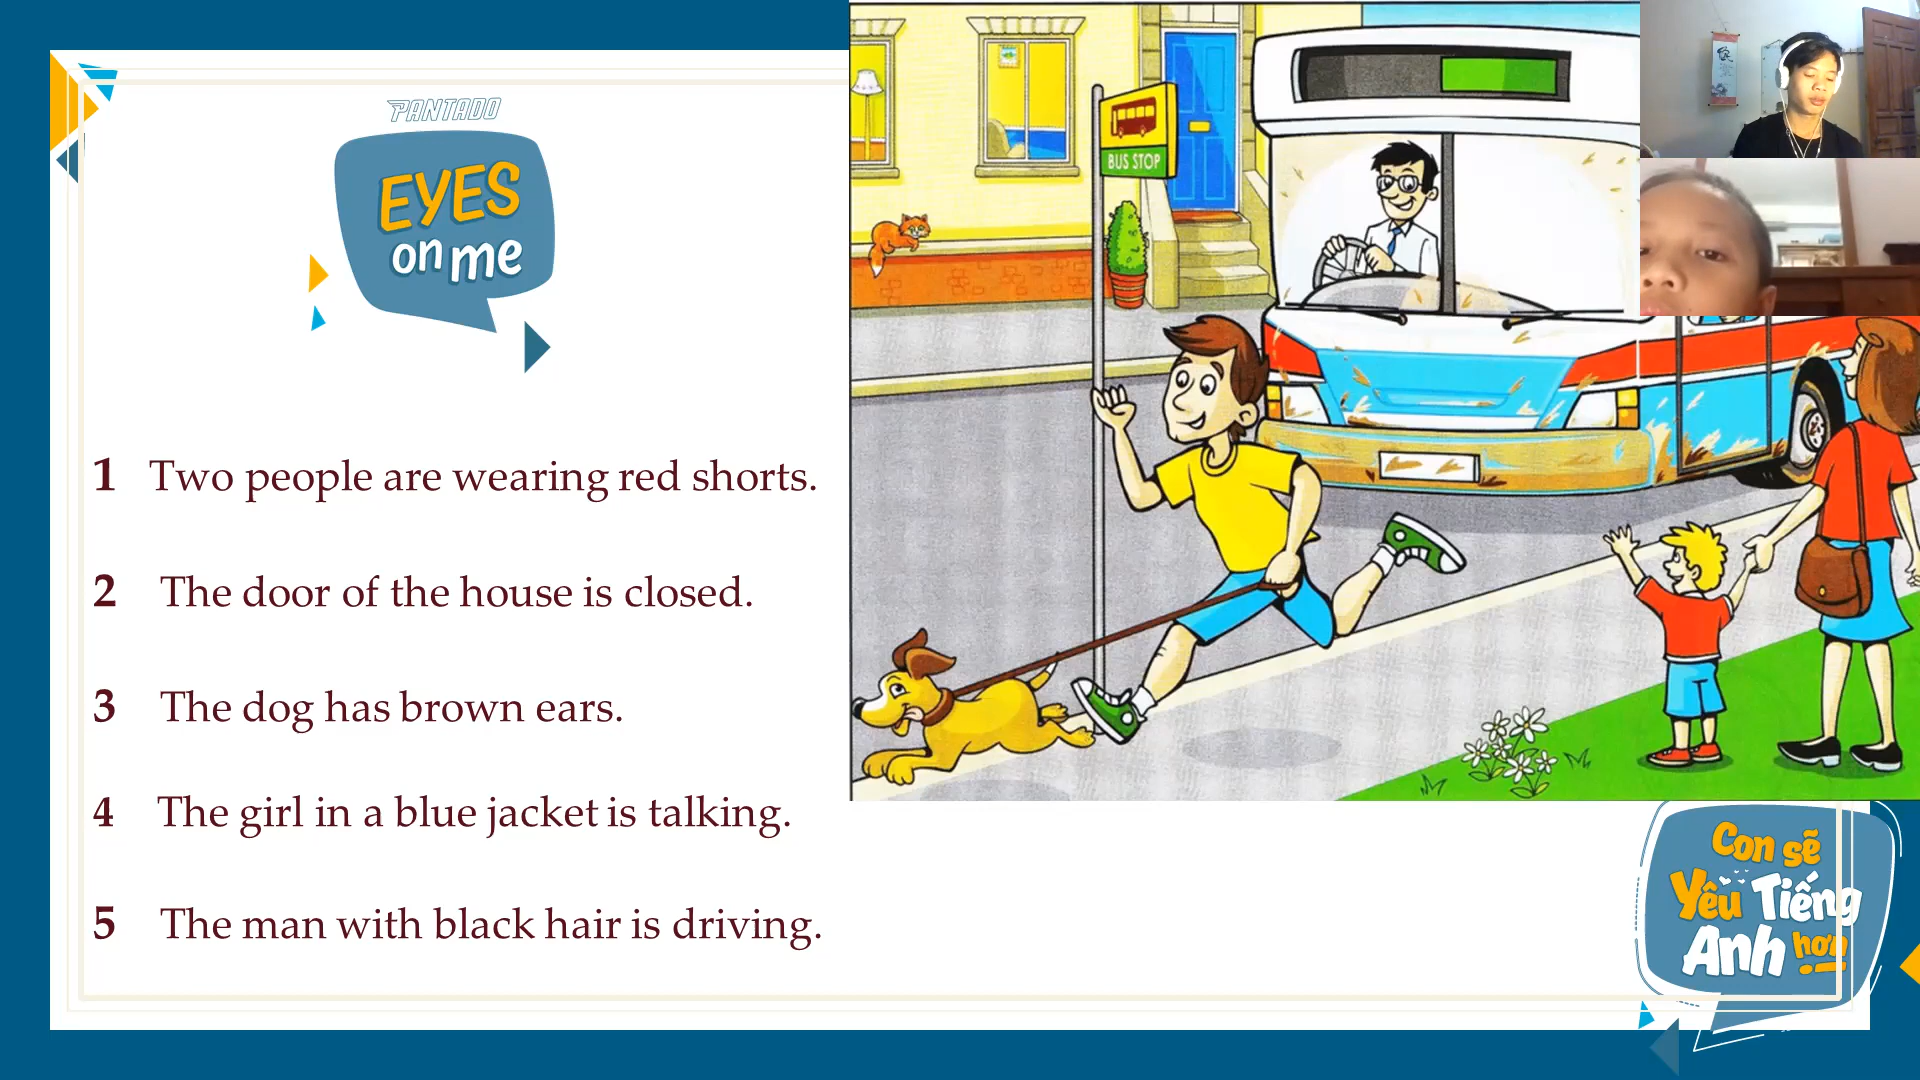 PANTADO
EYES
on me
BUS STOP
1 Two people are wearing red shorts.
2 The door of the house is closed.
3 The dog has brown ears.
4 The girl in a blue jacket is talking.
5 The man with black hair is driving.
Con sẽ
Yêu Tiếng
Anh hơn